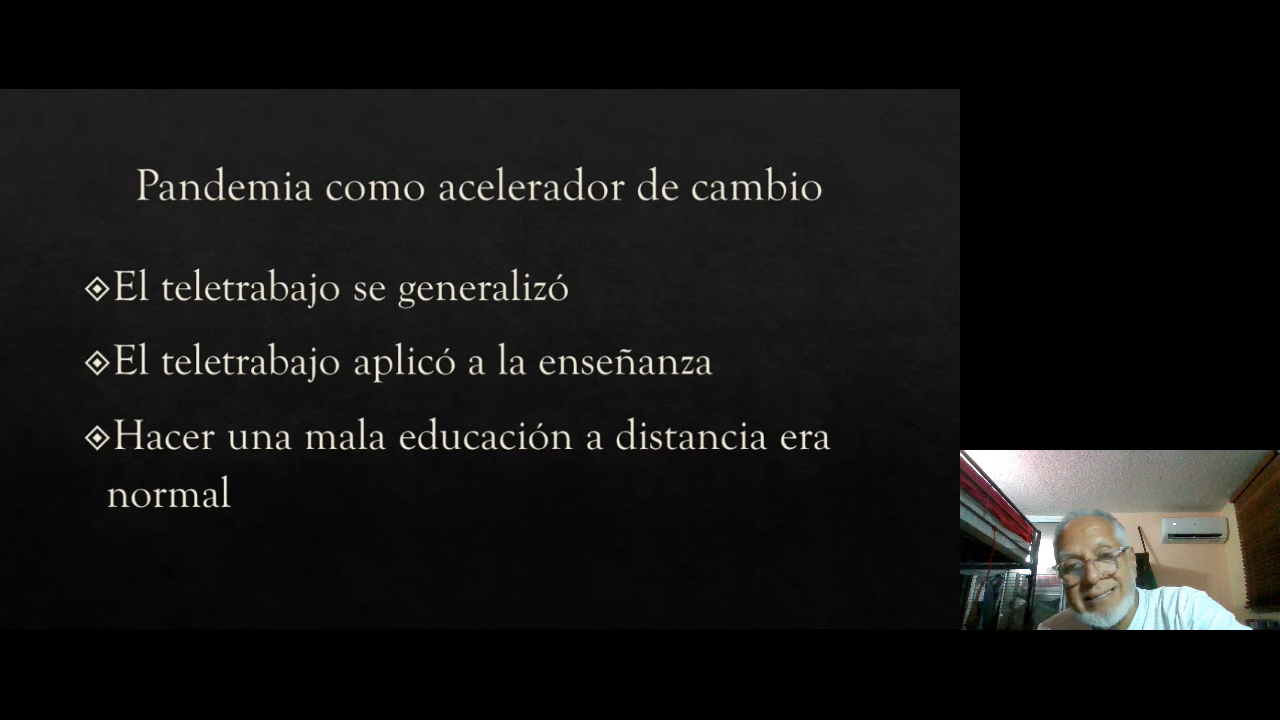 Pandemia como acelerador de cambio
El teletrabajo se generalizó
El teletrabajo aplicó a la enseñanza
Hacer una mala educación a distancia era
normal